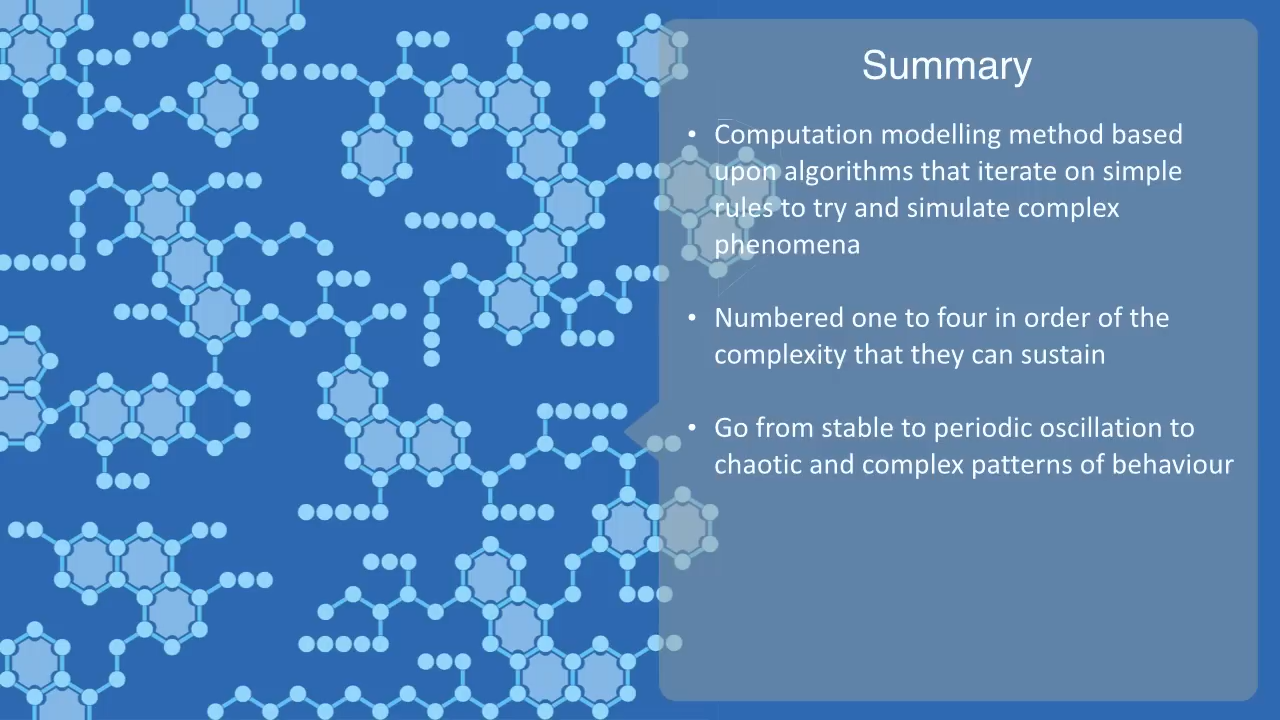 Summary
• Computation modelling method based
upon algorithms that iterate on simple
rules to try and simulate complex
phenomena
• Numbered one to four in order of the
complexity that they can sustain
• Go from stable to periodic oscillation to
chaotic and complex patterns of behaviour